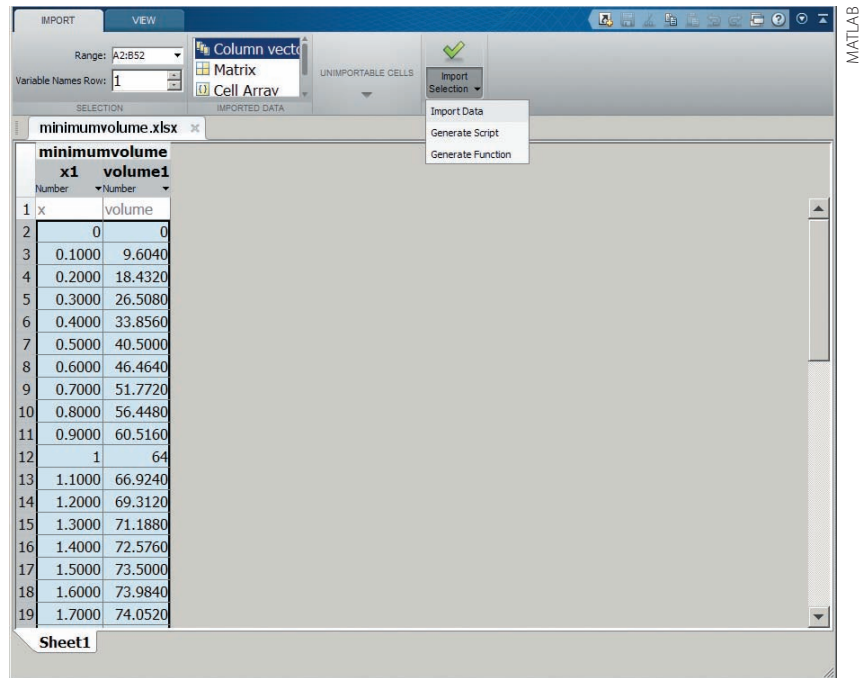 IMPORT VIEW
Range: A2:B52
Variable Names Row: 1
SELECTION
Column vecto
Matrix
Cell Array
IMPORTED DATA
UNIMPORTABLE CELLS
Import
Selection
Import Data
Generate Script
Generate Function
MATLAB
minimumvolume.xlsx
minimumvolume
x1 volume1
Number Number
1 x volume
2 0 0
3 0.1000 9.6040
4 0.2000 18.4320
5 0.3000 26.5080
6 0.4000 33.8560
7 0.5000 40.5000
8 0.6000 46.4640
9 0.7000 51.7720
10 0.8000 56.4480
11 0.9000 60.5160
12 1 64
13 1.1000 66.9240
14 1.2000 69.3120
15 1.3000 71.1880
16 1.4000 72.5760
17 1.5000 73.5000
18 1.6000 73.9840
19 1.7000 74.0520
Sheet1